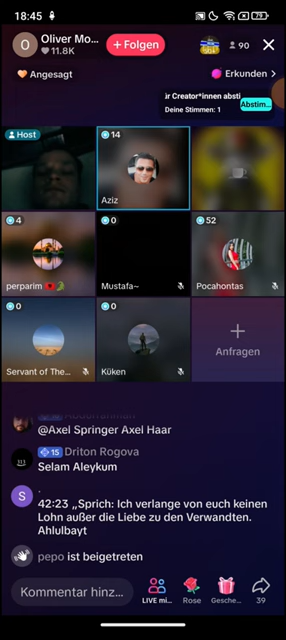 18:45
79
O
Oliver Mo...
11.8K
+ Folgen
90
Angesagt
Erkunden
ir Creator*innen absti
Deine Stimmen: 1
Abstim...
Host
14
Aziz
4
perparim
0
Mustafa~
52
Pocahontas
0
Servant of The...
0
Küken
Anfragen
Abdurrahman
@Axel Springer Axel Haar
15 Driton Rogova
Selam Aleykum
S
42:23 „Sprich: Ich verlange von euch keinen
Lohn außer die Liebe zu den Verwandten.
Ahlulbayt
pepo ist beigetreten
Kommentar hinz...
LIVE mi...
Rose
Gesche...
39